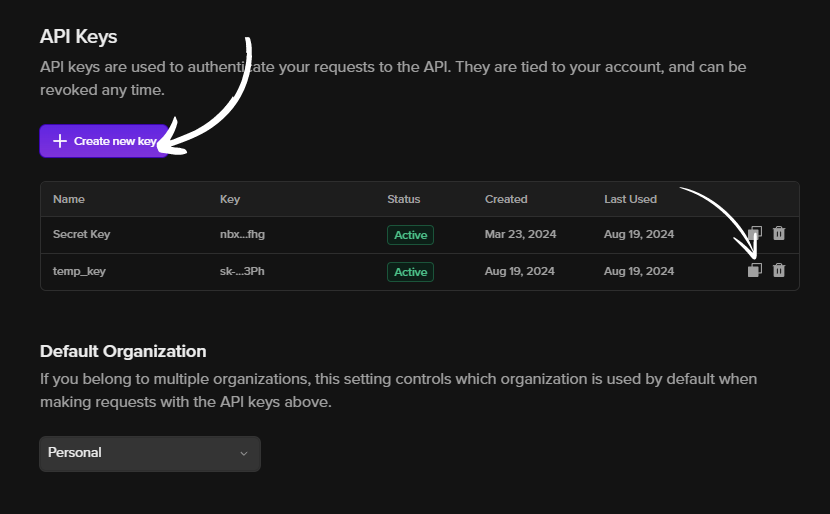 API Keys
API keys are used to authenticate your requests to the API. They are tied to your account, and can be
revoked any time.
Create new key
Name Key Status Created Last Used
Secret Key nbx...fhg Active Mar 23, 2024 Aug 19, 2024
temp_key sk-...3Ph Active Aug 19, 2024 Aug 19, 2024
Default Organization
If you belong to multiple organizations, this setting controls which organization is used by default when
making requests with the API keys above.
Personal